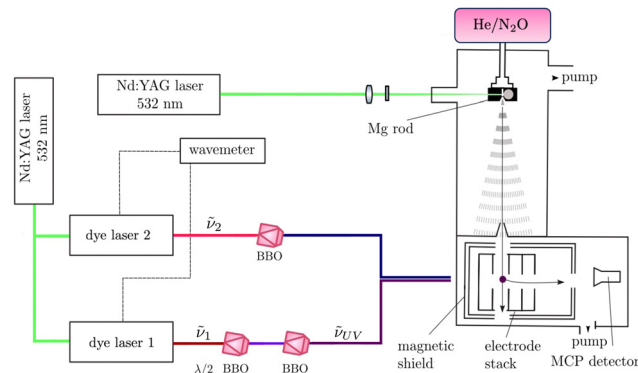 He/N₂O
Nd:YAG laser
532 nm
Nd:YAG laser
532 nm
pump
Mg rod
wavemeter
dye laser 2
ν̃₂
BBO
dye laser 1
ν̃₁
ν̃UV
λ/2
BBO
BBO
magnetic
shield
electrode
stack
pump
MCP detector